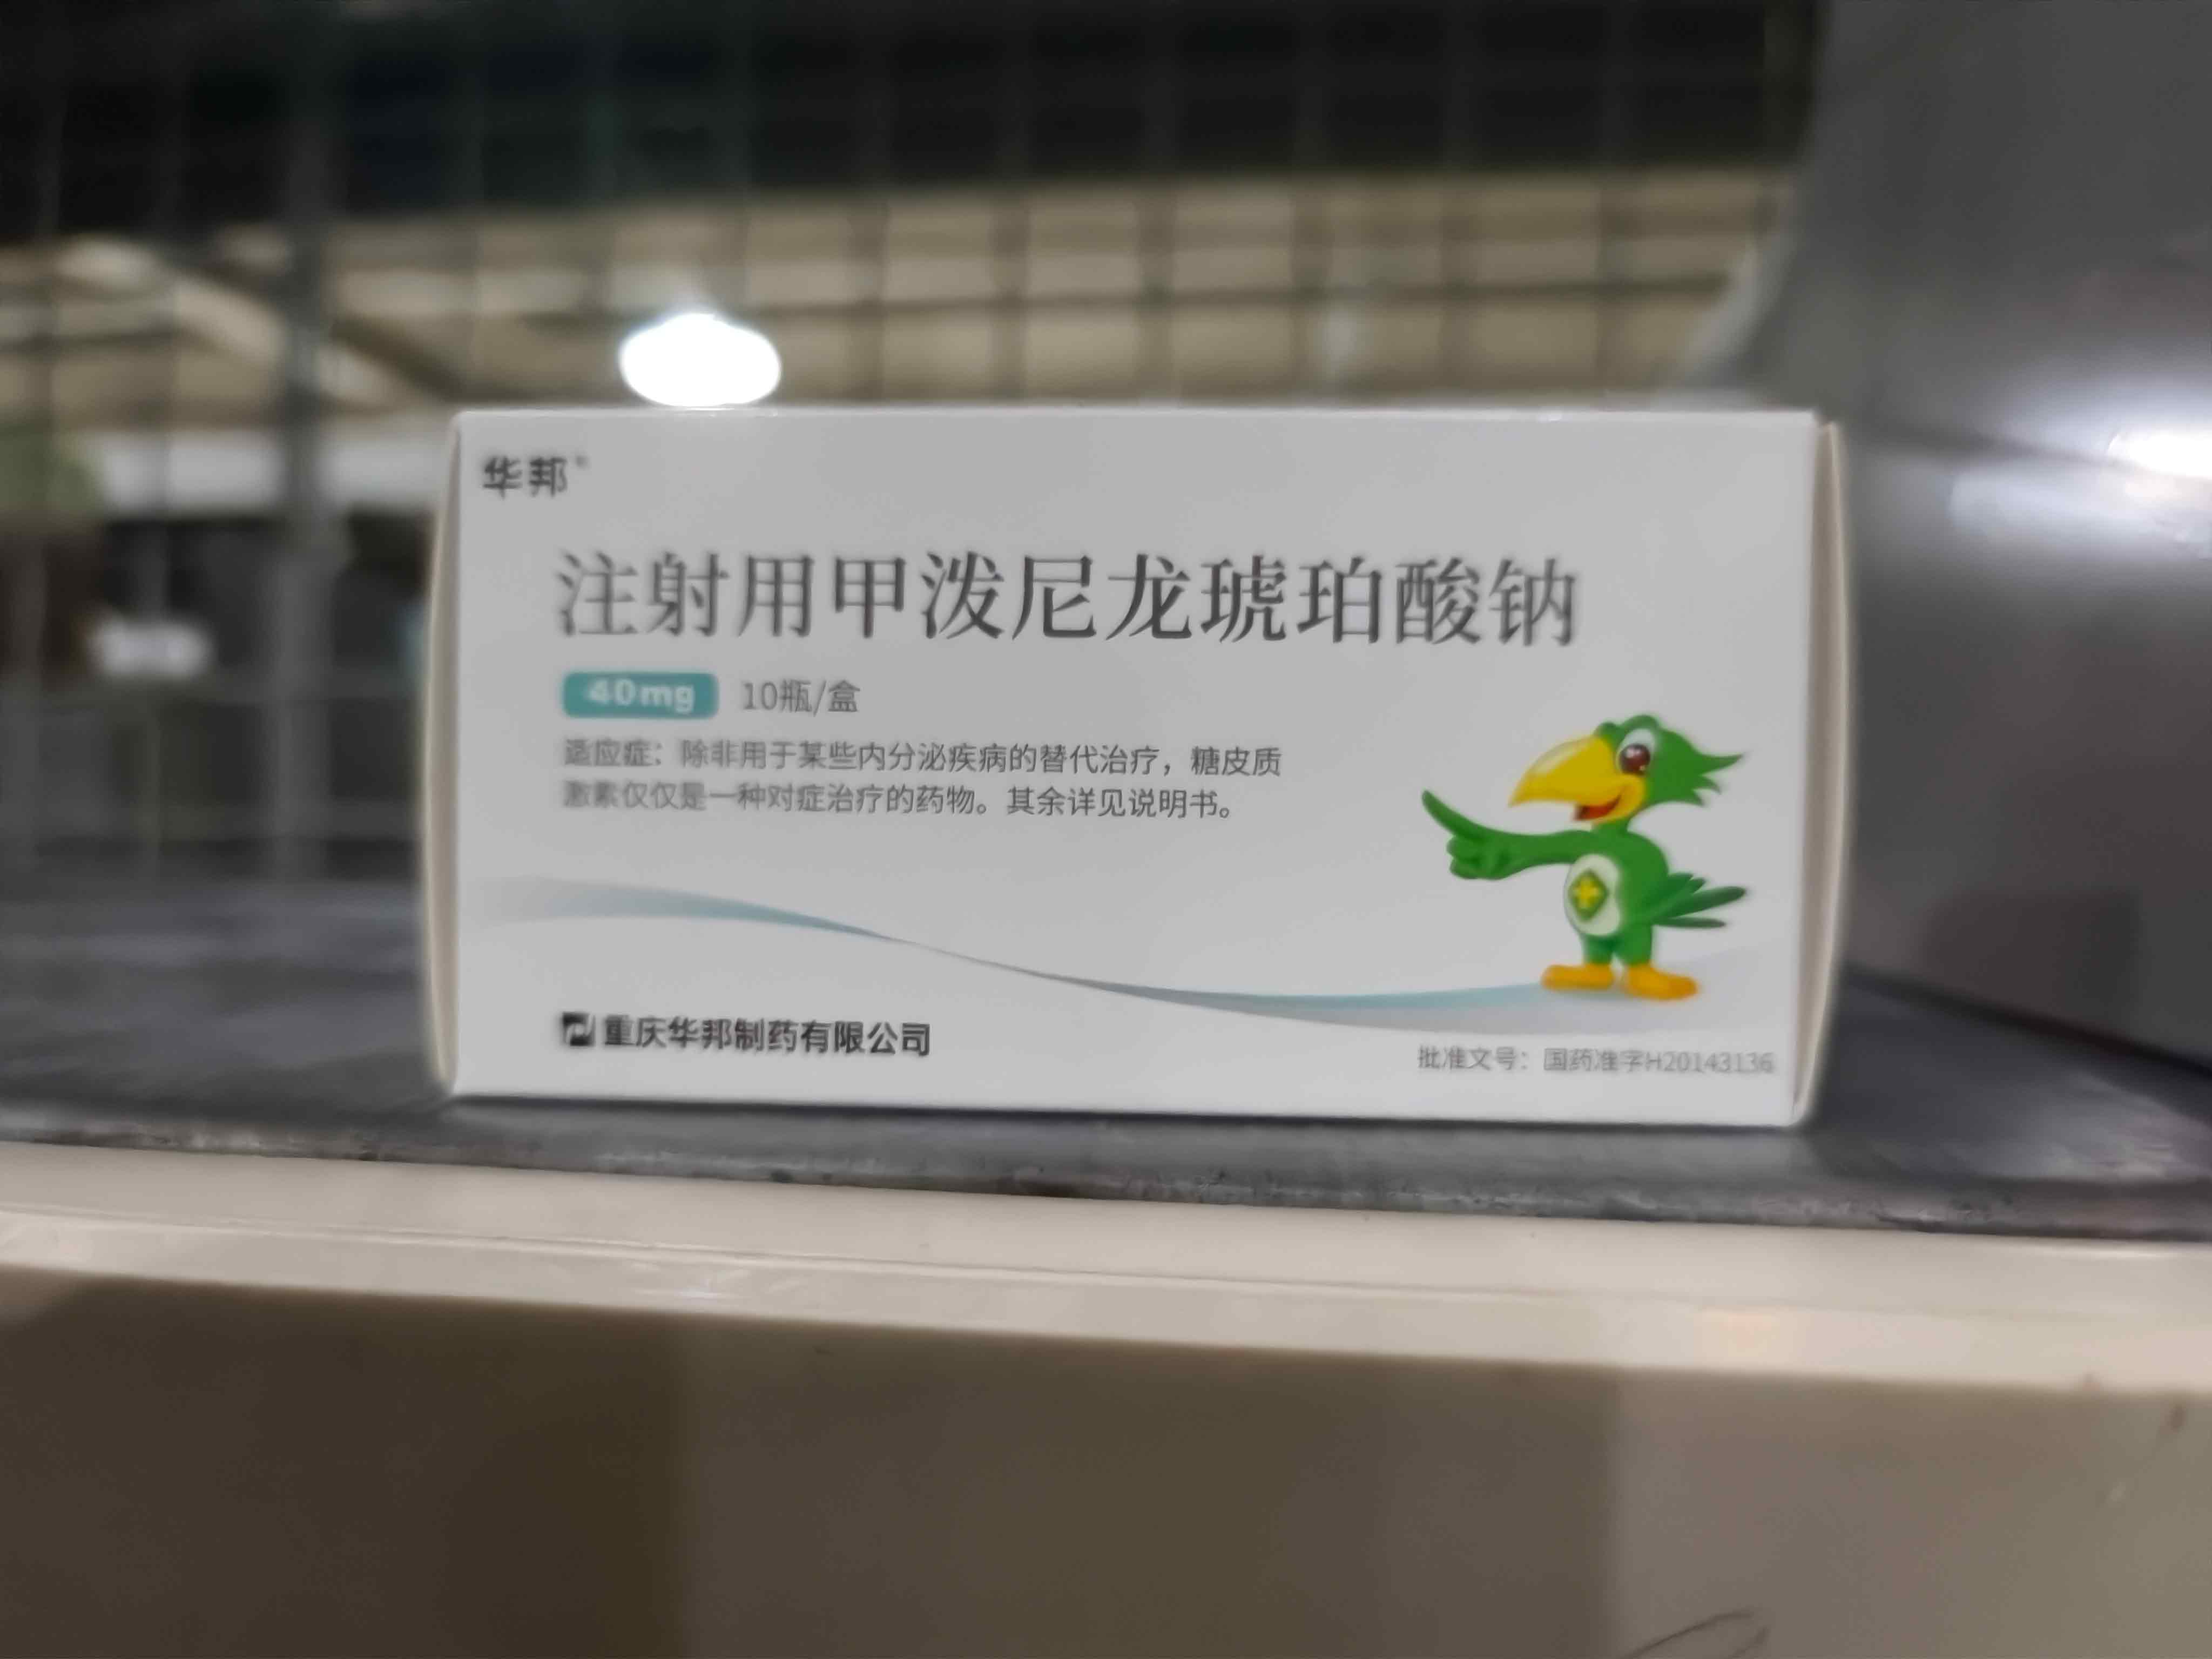 华邦®
注射用甲泼尼龙琥珀酸钠
40mg 10瓶/盒
适应症：除非用于某些内分泌疾病的替代治疗，糖皮质
激素仅仅是一种对症治疗的药物。其余详见说明书。
重庆华邦制药有限公司
批准文号：国药准字H20143136